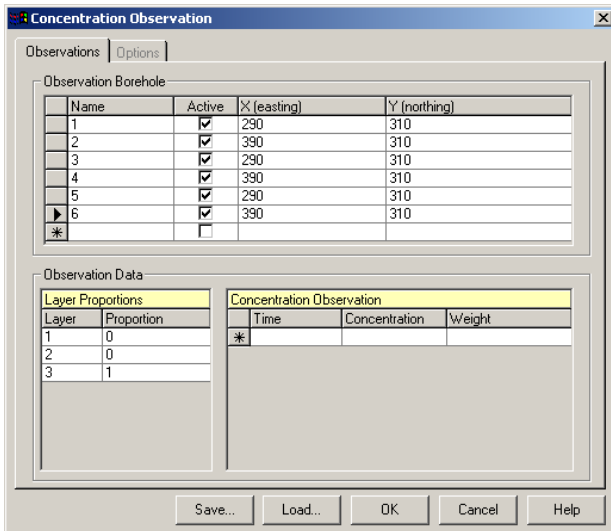 Concentration Observation
Observations Options
Observation Borehole
Name Active X (easting) Y (northing)
1 290 310
2 390 310
3 290 310
4 390 310
5 290 310
6 390 310
Observation Data
Layer Proportions Concentration Observation
Layer Proportion Time Concentration Weight
1 0
2 0
3 1
Save... Load... OK Cancel Help